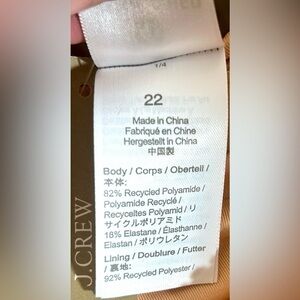 1/4
22
Made in China
Fabriqué en Chine
Hergestellt in China
中国製
Body / Corps / Oberteil /
本体:
82% Recycled Polyamide /
Polyamide Recyclé /
Recyceltes Polyamid / リ
サイクルポリアミド
18% Elastane / Élasthanne /
Elastan / ポリウレタン
Lining / Doublure / Futter
/ 裏地:
92% Recycled Polyester /
J.CREW